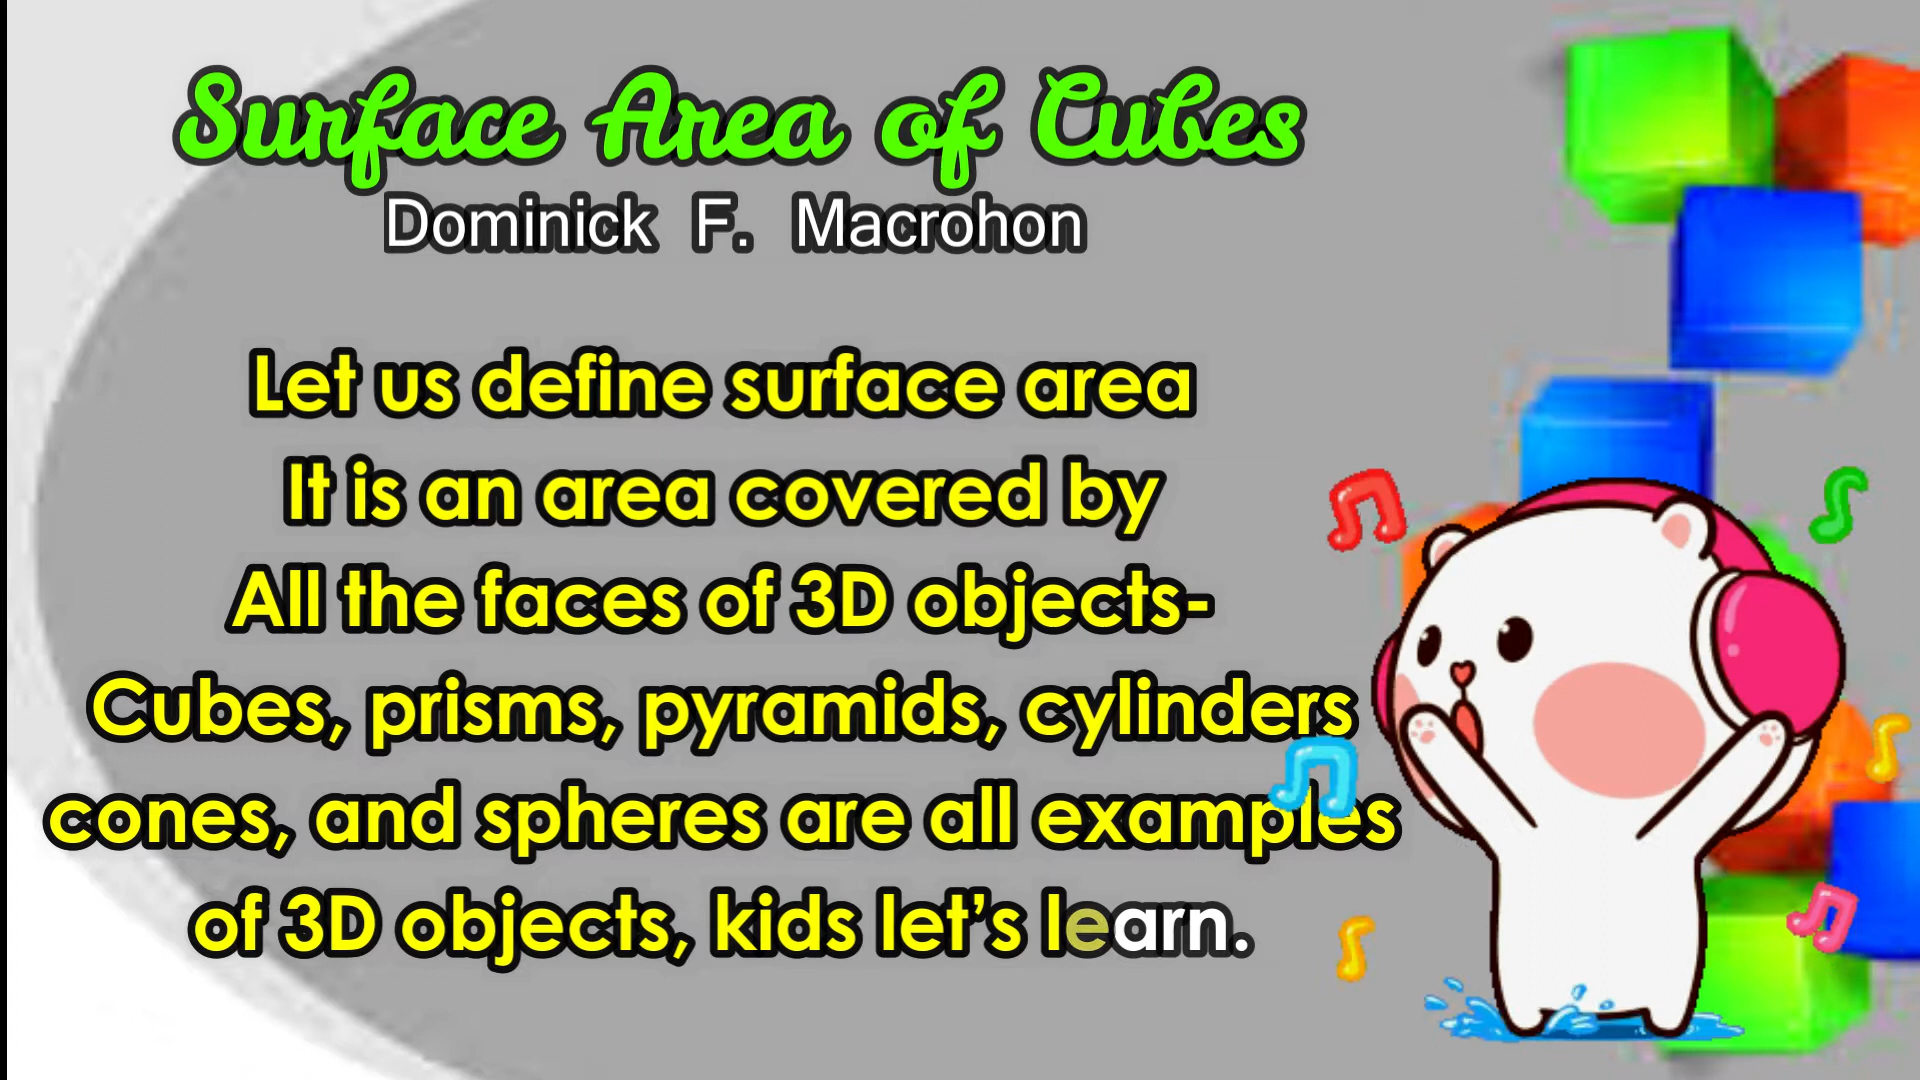 Surface Area of Cubes
Dominick F. Macrohon
Let us define surface area
It is an area covered by
All the faces of 3D objects-
Cubes, prisms, pyramids, cylinders
cones, and spheres are all examples
of 3D objects, kids let’s learn.